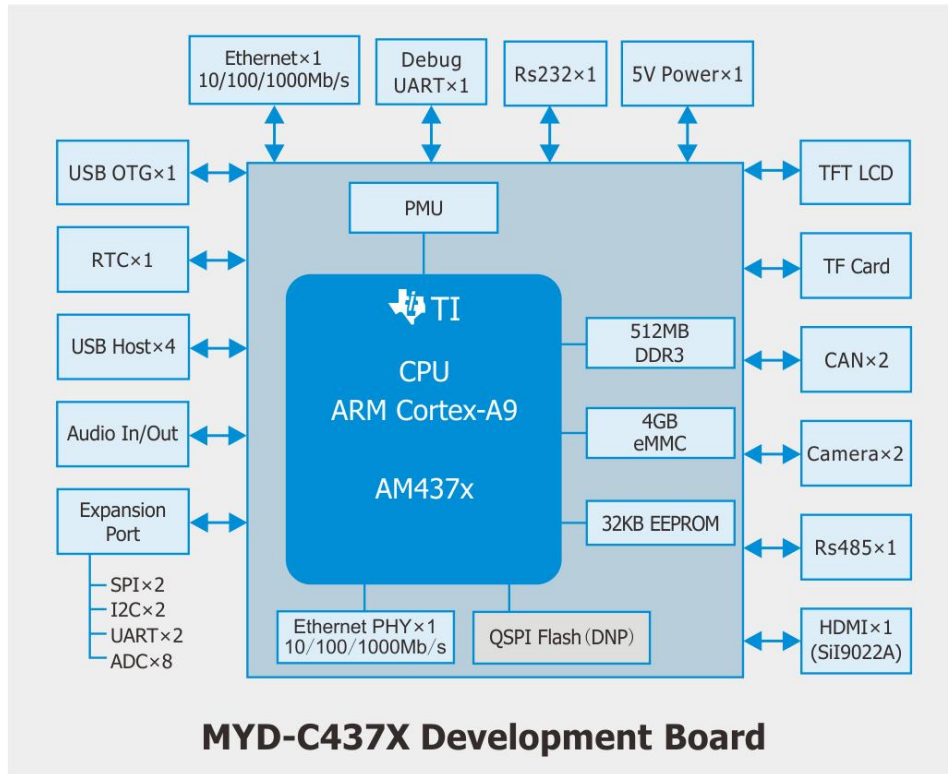 Ethernet×1
10/100/1000Mb/s
Debug
UART×1
Rs232×1
5V Power×1
USB OTG×1
RTC×1
USB Host×4
Audio In/Out
Expansion
Port
SPI×2
I2C×2
UART×2
ADC×8
PMU
TI
CPU
ARM Cortex-A9
AM437x
512MB
DDR3
4GB
eMMC
32KB EEPROM
Ethernet PHY×1
10/100/1000Mb/s
QSPI Flash(DNP)
TFT LCD
TF Card
CAN×2
Camera×2
Rs485×1
HDMI×1
(SiI9022A)
MYD-C437X Development Board